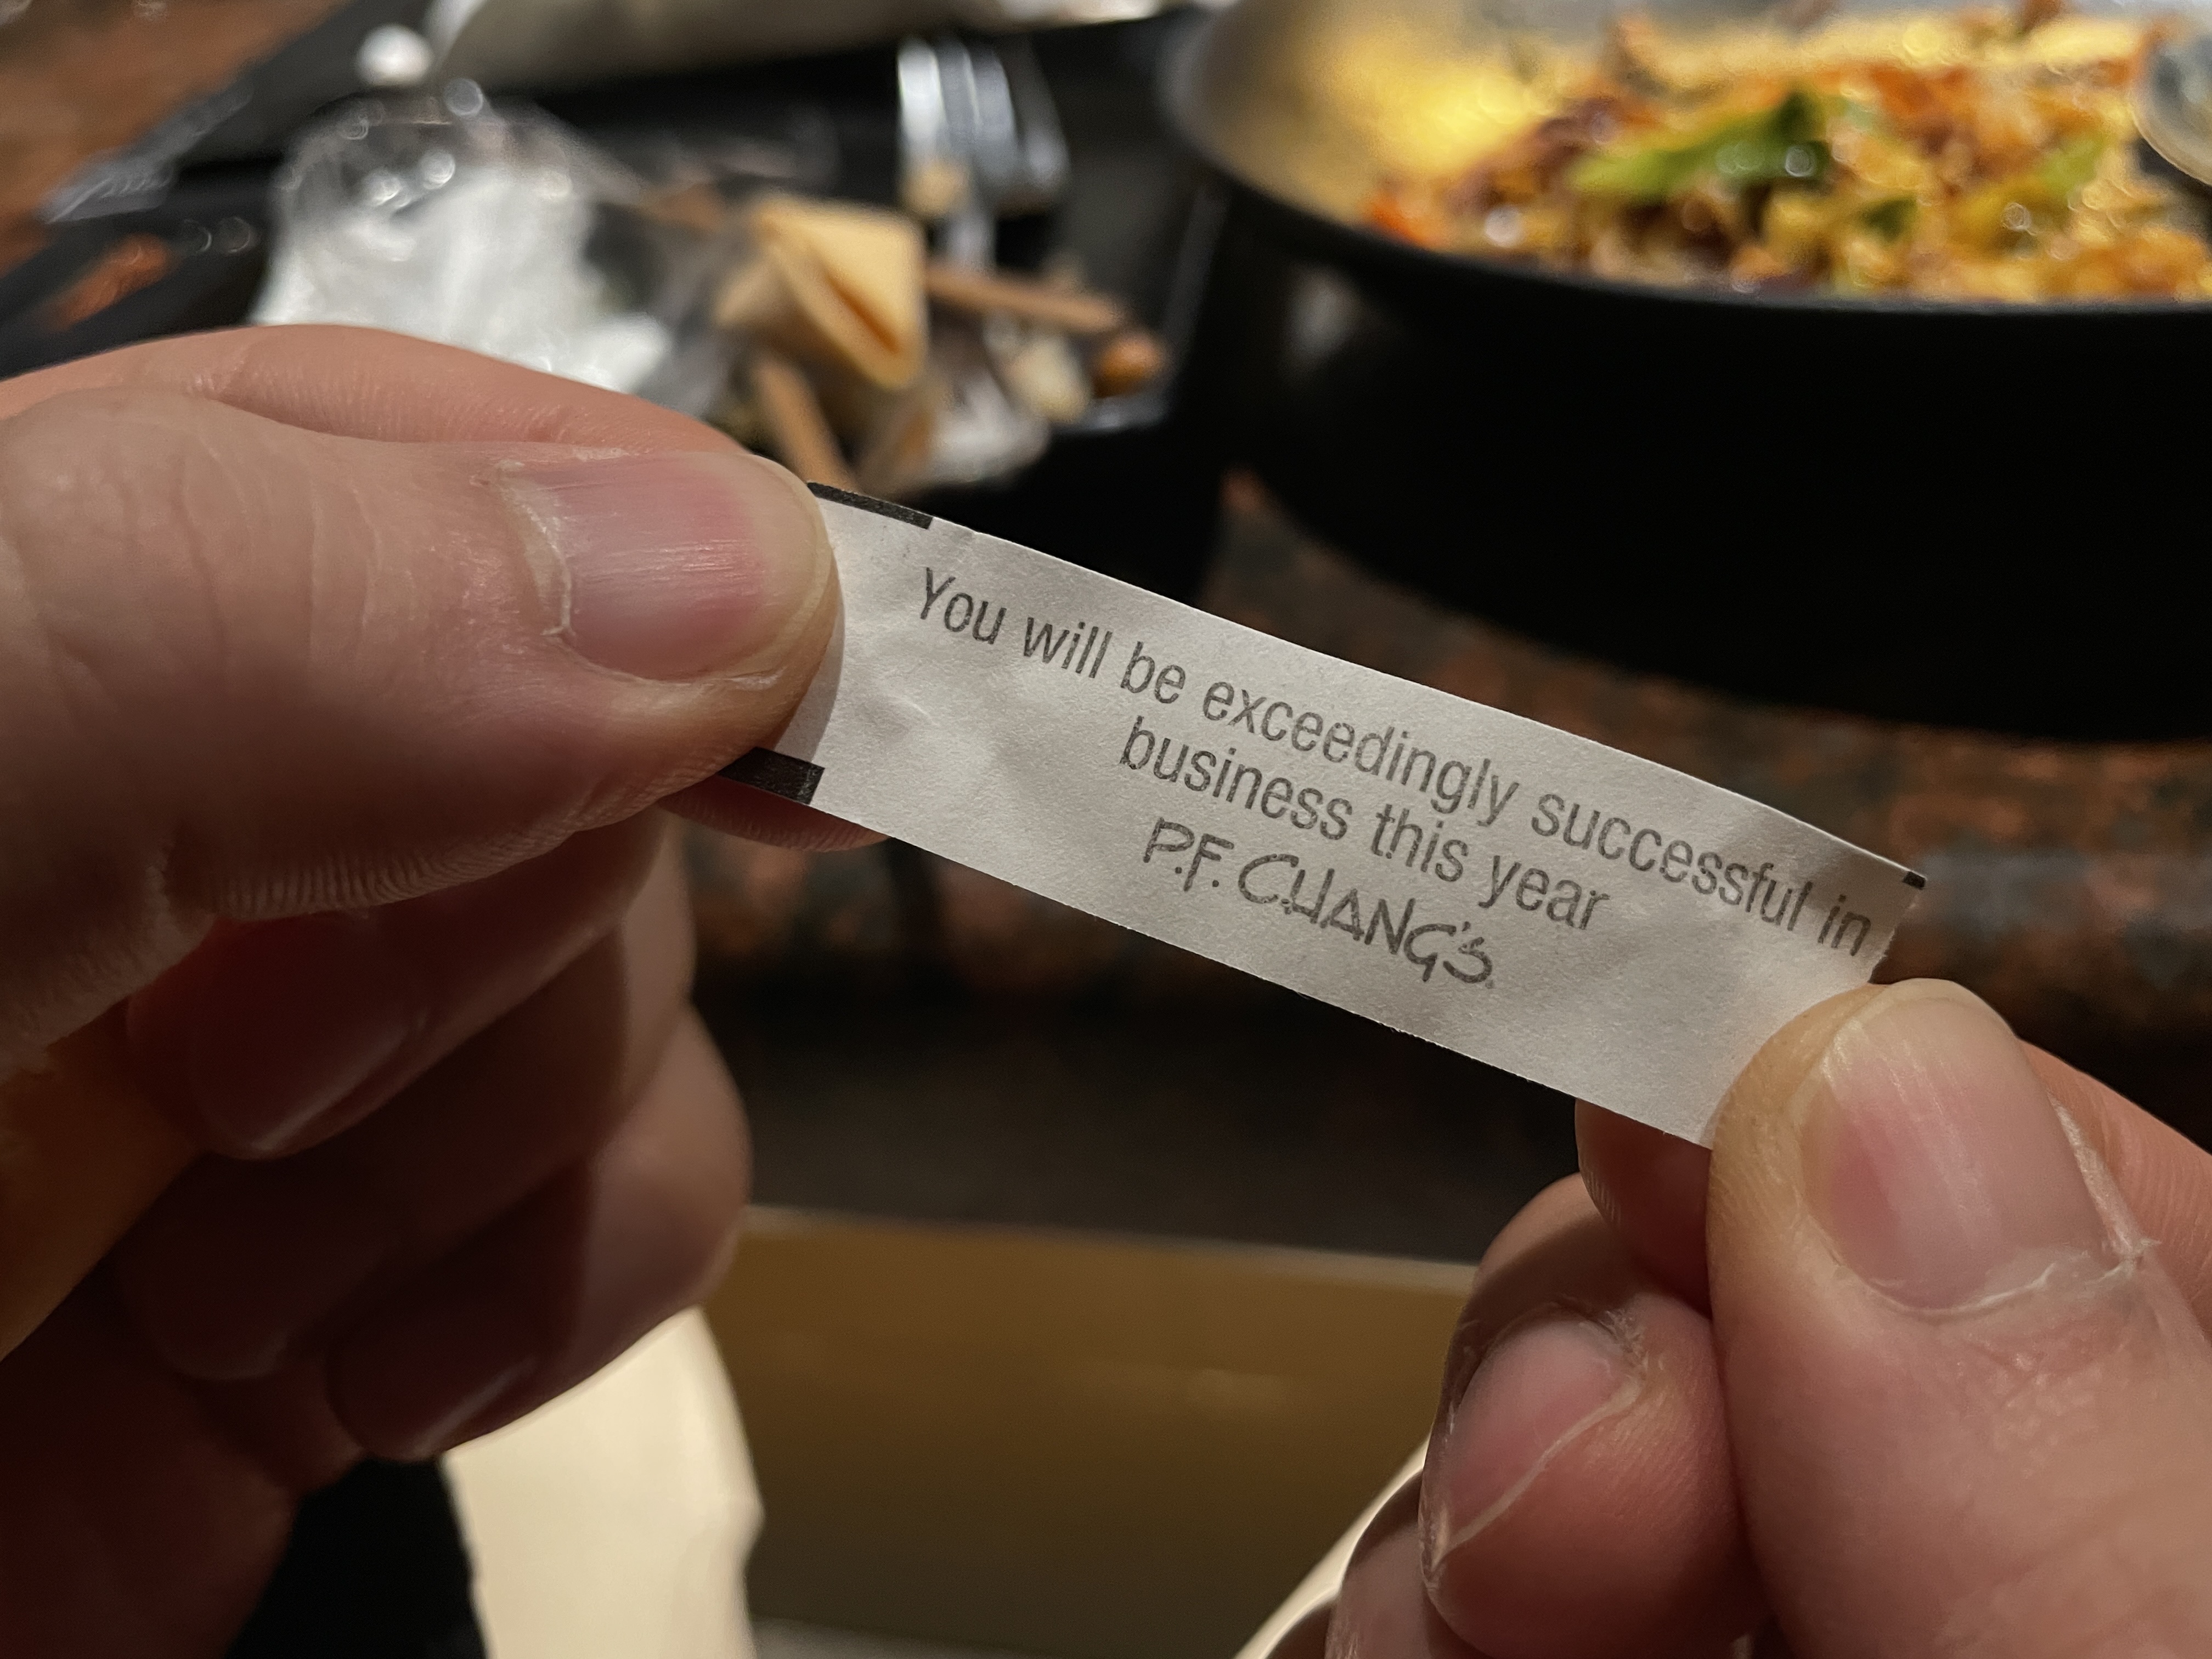 You will be exceedingly successful in
business this year
P.F. CHANG'S